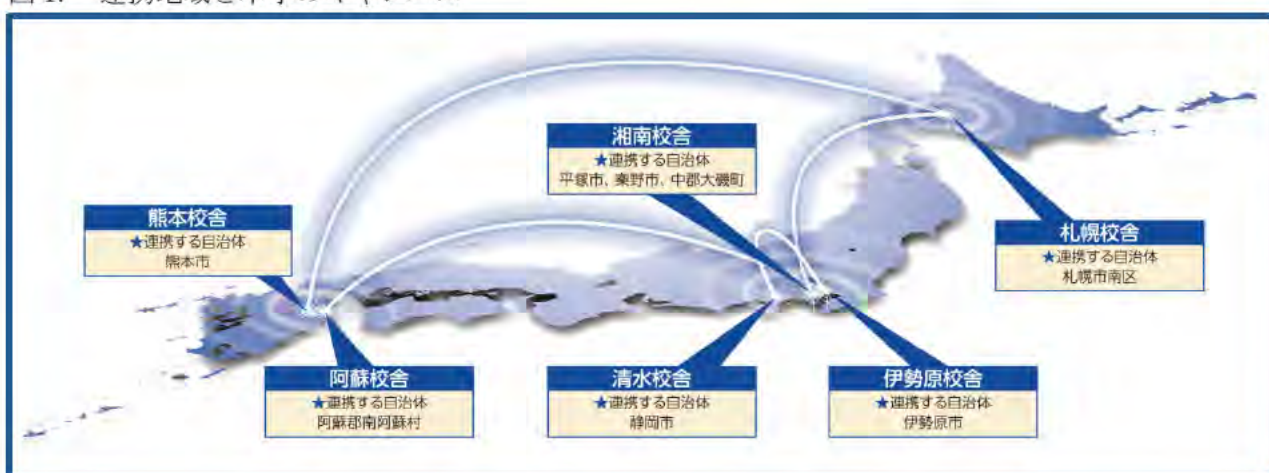 湘南校舎
★連携する自治体
平塚市、秦野市、中郡大磯町
熊本校舎
★連携する自治体
熊本市
札幌校舎
★連携する自治体
札幌市南区
阿蘇校舎
★連携する自治体
阿蘇郡南阿蘇村
清水校舎
★連携する自治体
静岡市
伊勢原校舎
★連携する自治体
伊勢原市